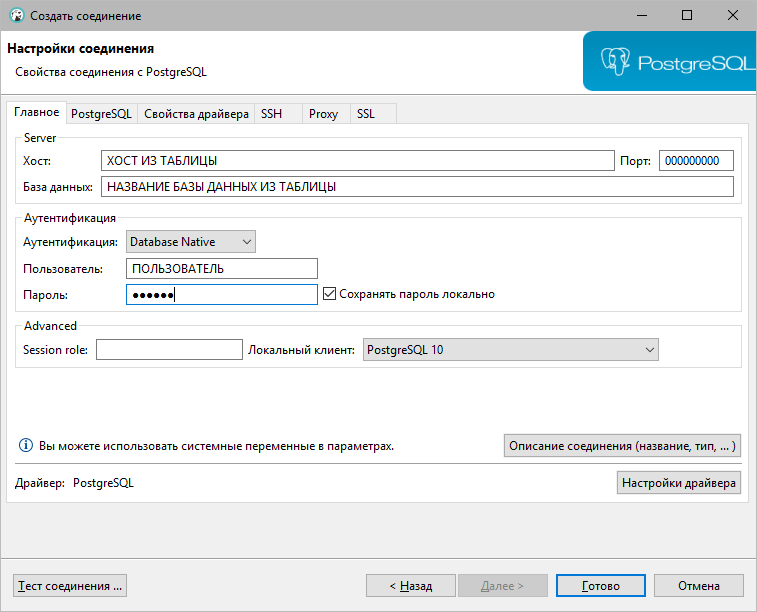 Создать соединение
Настройки соединения
Свойства соединения с PostgreSQL
PostgreSQL
Главное PostgreSQL Свойства драйвера SSH Proxy SSL
Server
Хост: ХОСТ ИЗ ТАБЛИЦЫ Порт: 000000000
База данных: НАЗВАНИЕ БАЗЫ ДАННЫХ ИЗ ТАБЛИЦЫ
Аутентификация
Аутентификация: Database Native
Пользователь: ПОЛЬЗОВАТЕЛЬ
Пароль: ●●●●●● Сохранять пароль локально
Advanced
Session role: Локальный клиент: PostgreSQL 10
Вы можете использовать системные переменные в параметрах. Описание соединения (название, тип, ... )
Драйвер: PostgreSQL Настройки драйвера
Тест соединения ... < Назад Далее > Готово Отмена